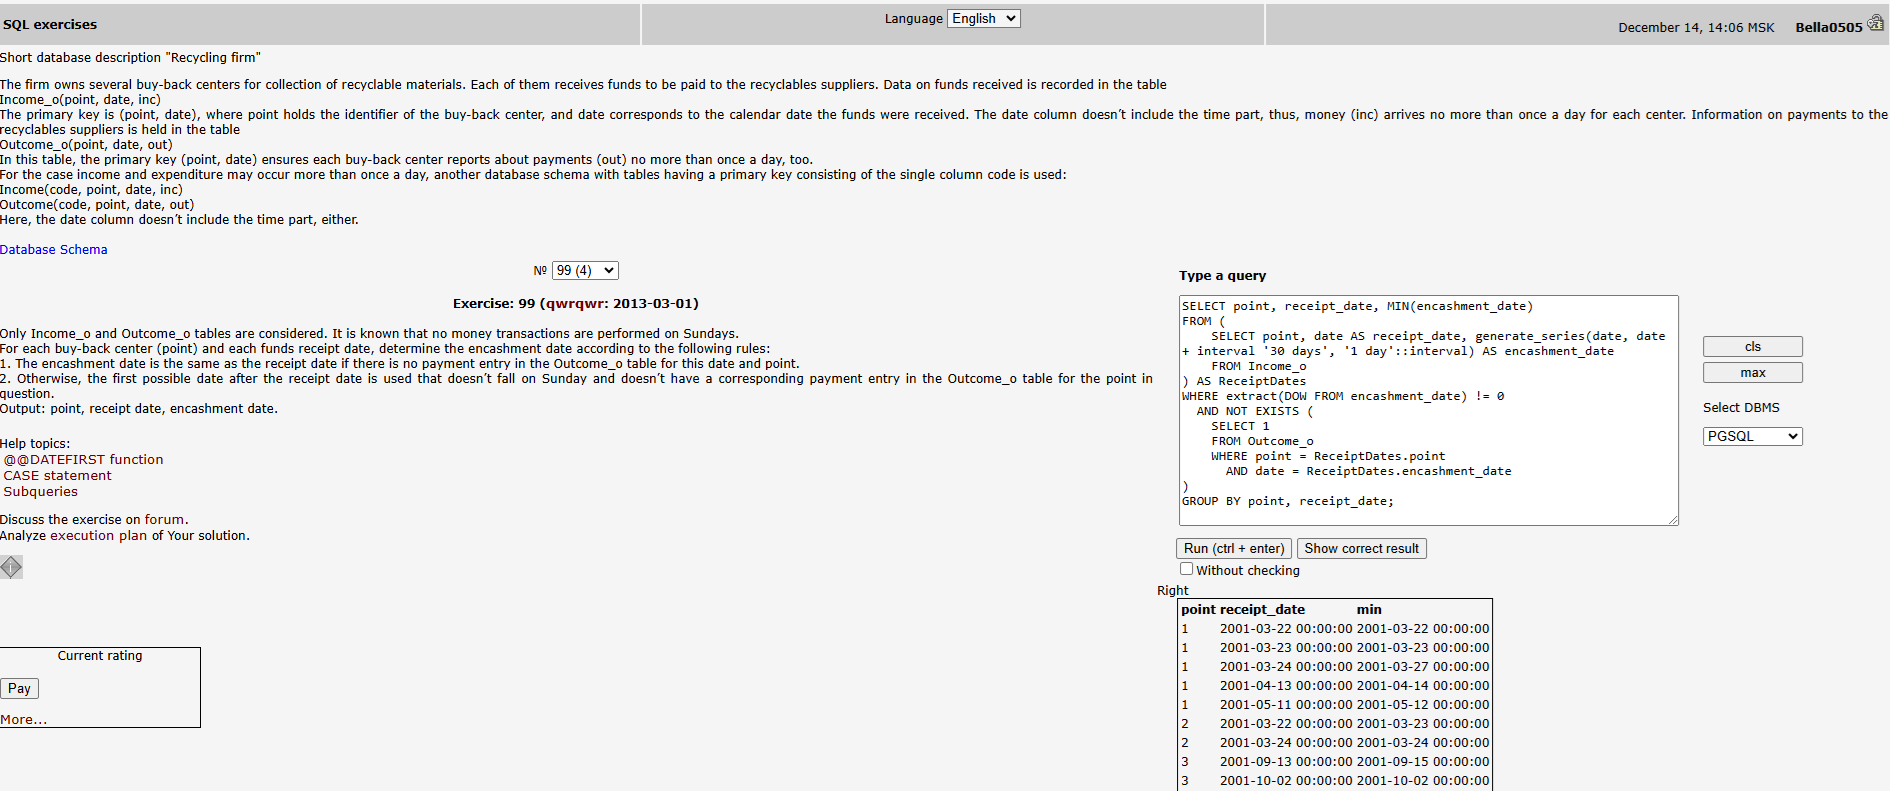 SQL exercises
Language English
December 14, 14:06 MSK Bella0505
Short database description "Recycling firm"
The firm owns several buy-back centers for collection of recyclable materials. Each of them receives funds to be paid to the recyclables suppliers. Data on funds received is recorded in the table
Income_o(point, date, inc)
The primary key is (point, date), where point holds the identifier of the buy-back center, and date corresponds to the calendar date the funds were received. The date column doesn’t include the time part, thus, money (inc) arrives no more than once a day for each center. Information on payments to the
recyclables suppliers is held in the table
Outcome_o(point, date, out)
In this table, the primary key (point, date) ensures each buy-back center reports about payments (out) no more than once a day, too.
For the case income and expenditure may occur more than once a day, another database schema with tables having a primary key consisting of the single column code is used:
Income(code, point, date, inc)
Outcome(code, point, date, out)
Here, the date column doesn’t include the time part, either.
Database Schema
№ 99 (4)
Exercise: 99 (qwrqwr: 2013-03-01)
Only Income_o and Outcome_o tables are considered. It is known that no money transactions are performed on Sundays.
For each buy-back center (point) and each funds receipt date, determine the encashment date according to the following rules:
1. The encashment date is the same as the receipt date if there is no payment entry in the Outcome_o table for this date and point.
2. Otherwise, the first possible date after the receipt date is used that doesn’t fall on Sunday and doesn’t have a corresponding payment entry in the Outcome_o table for the point in
question.
Output: point, receipt date, encashment date.
Help topics:
@@DATEFIRST function
CASE statement
Subqueries
Discuss the exercise on forum.
Analyze execution plan of Your solution.
Current rating
Pay
More...
Type a query
SELECT point, receipt_date, MIN(encashment_date)
FROM (
SELECT point, date AS receipt_date, generate_series(date, date
+ interval '30 days', '1 day'::interval) AS encashment_date
FROM Income_o
) AS ReceiptDates
WHERE extract(DOW FROM encashment_date) != 0
AND NOT EXISTS (
SELECT 1
FROM Outcome_o
WHERE point = ReceiptDates.point
AND date = ReceiptDates.encashment_date
)
GROUP BY point, receipt_date;
cls
max
Select DBMS
PGSQL
Run (ctrl + enter) Show correct result
Without checking
Right
point receipt_date min
1 2001-03-22 00:00:00 2001-03-22 00:00:00
1 2001-03-23 00:00:00 2001-03-23 00:00:00
1 2001-03-24 00:00:00 2001-03-27 00:00:00
1 2001-04-13 00:00:00 2001-04-14 00:00:00
1 2001-05-11 00:00:00 2001-05-12 00:00:00
2 2001-03-22 00:00:00 2001-03-23 00:00:00
2 2001-03-24 00:00:00 2001-03-24 00:00:00
3 2001-09-13 00:00:00 2001-09-15 00:00:00
3 2001-10-02 00:00:00 2001-10-02 00:00:00